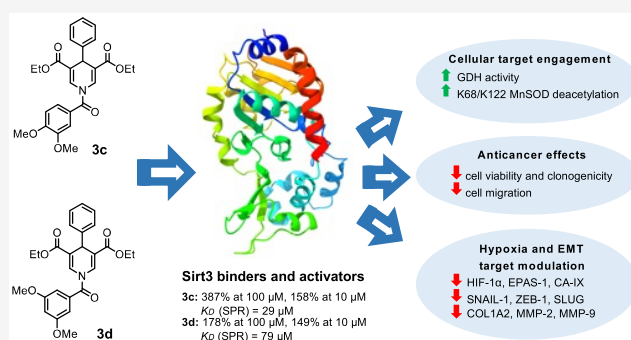 EtO
O
O
OEt
N
O
MeO
OMe
3c
EtO
O
O
OEt
N
MeO
O
OMe
3d
Sirt3 binders and activators
3c: 387% at 100 μM, 158% at 10 μM
KD (SPR) = 29 μM
3d: 178% at 100 μM, 149% at 10 μM
KD (SPR) = 79 μM
Cellular target engagement
GDH activity
K68/K122 MnSOD deacetylation
Anticancer effects
cell viability and clonogenicity
cell migration
Hypoxia and EMT
target modulation
HIF-1α, EPAS-1, CA-IX
SNAIL-1, ZEB-1, SLUG
COL1A2, MMP-2, MMP-9